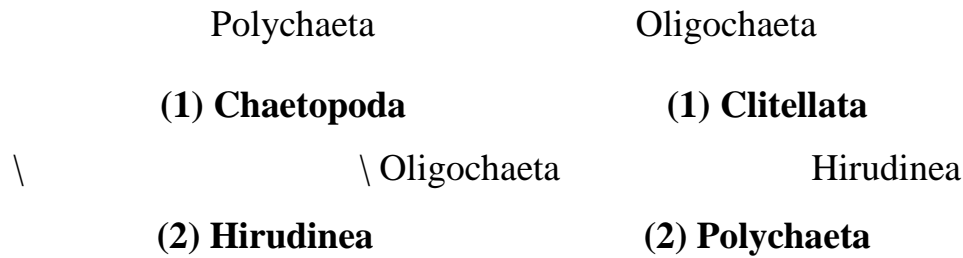 Polychaeta Oligochaeta
(1) Chaetopoda (1) Clitellata
\ \ Oligochaeta Hirudinea
(2) Hirudinea (2) Polychaeta